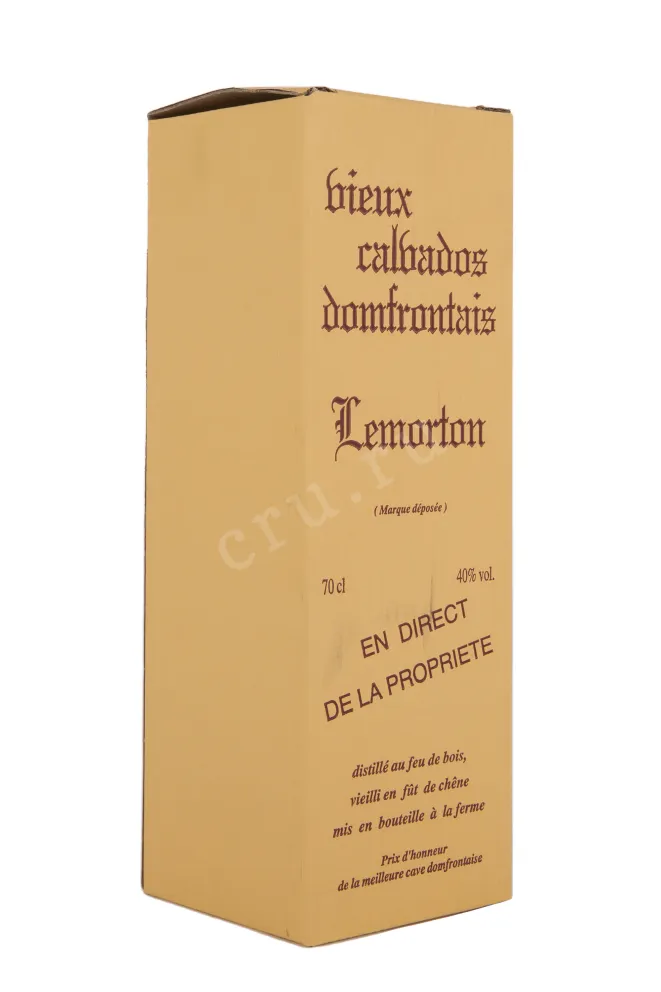 vieux
calvados
domfrontais
Lemorton
( Marque déposée )
70 cl 40% vol.
EN DIRECT
DE LA PROPRIETE
distillé au feu de bois,
vieilli en fût de chêne
mis en bouteille à la ferme
Prix d'honneur
de la meilleure cave domfrontaise
cru.ru